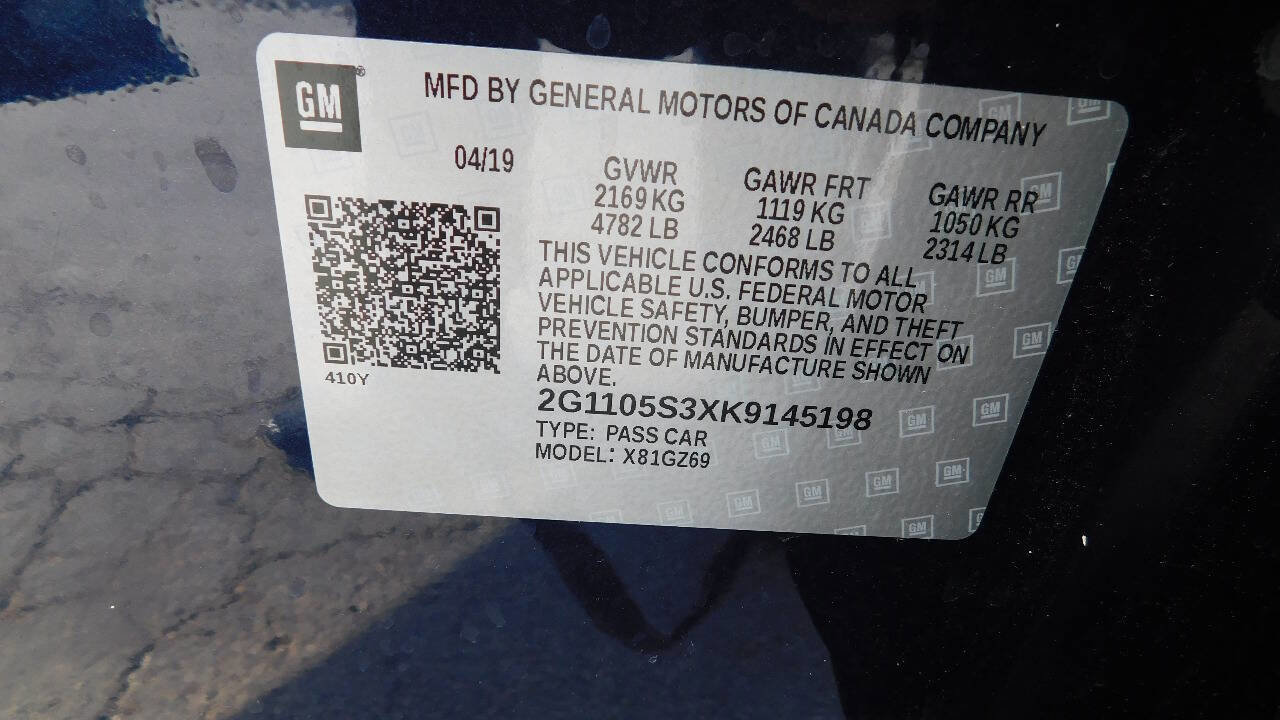 GM
MFD BY GENERAL MOTORS OF CANADA COMPANY
04/19
GVWR
2169 KG
4782 LB
GAWR FRT
1119 KG
2468 LB
GAWR RR
1050 KG
2314 LB
THIS VEHICLE CONFORMS TO ALL
APPLICABLE U.S. FEDERAL MOTOR
VEHICLE SAFETY, BUMPER, AND THEFT
PREVENTION STANDARDS IN EFFECT ON
THE DATE OF MANUFACTURE SHOWN
ABOVE.
410Y
2G1105S3XK9145198
TYPE: PASS CAR
MODEL: X81GZ69